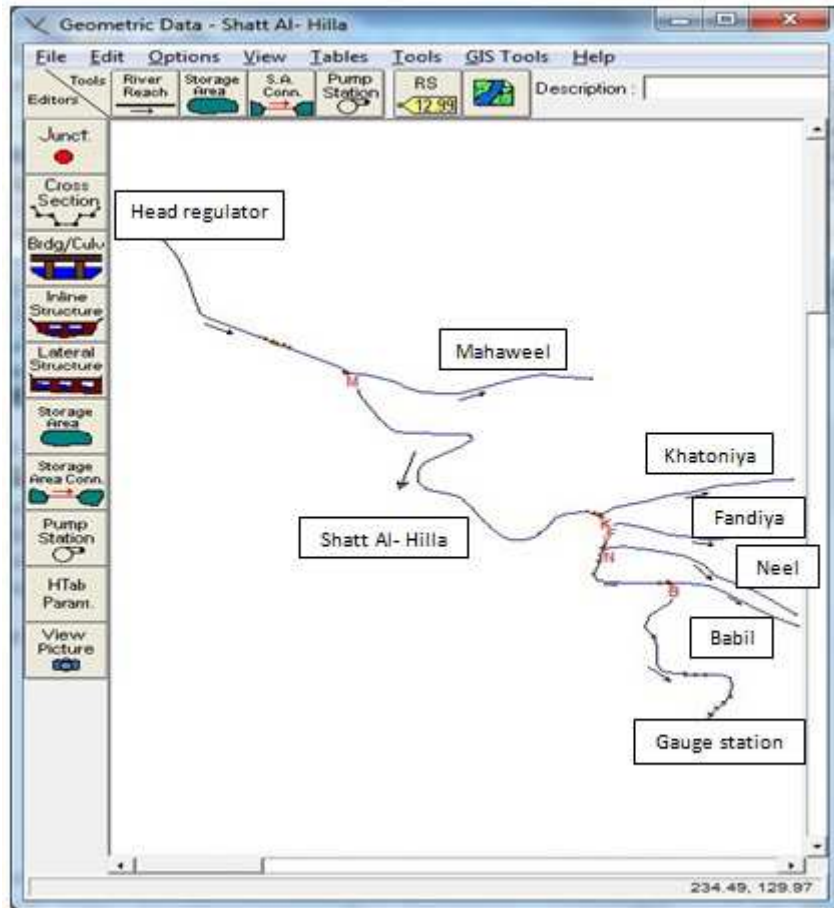 Geometric Data - Shatt Al- Hilla
File Edit Options View Tables Tools GIS Tools Help
Tools
Editors
River Reach
Storage Area
S.A. Conn.
Pump Station
RS
12.99
Description :
Junct.
Cross Section
Brdg/Culv
Inline Structure
Lateral Structure
Storage Area
Storage Area Conn.
Pump Station
HTab Param.
View Picture
Head regulator
Mahaweel
M
Khatoniya
K
Fandiya
F
Shatt Al- Hilla
N
Neel
B
Babil
Gauge station
234.49, 129.97